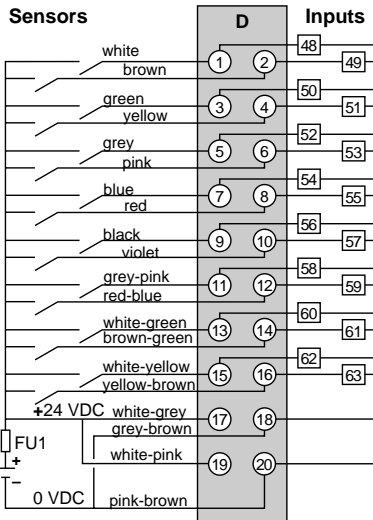 Sensors D Inputs
white 48
1 2 49
brown
green 50
3 4 51
yellow
grey 52
5 6 53
pink
blue 54
7 8 55
red
black 56
9 10 57
violet
grey-pink 58
11 12 59
red-blue
white-green 60
13 14 61
brown-green
white-yellow 62
15 16 63
yellow-brown
+24 VDC white-grey 17 18
grey-brown
FU1
+ white-pink 19 20
–
0 VDC pink-brown